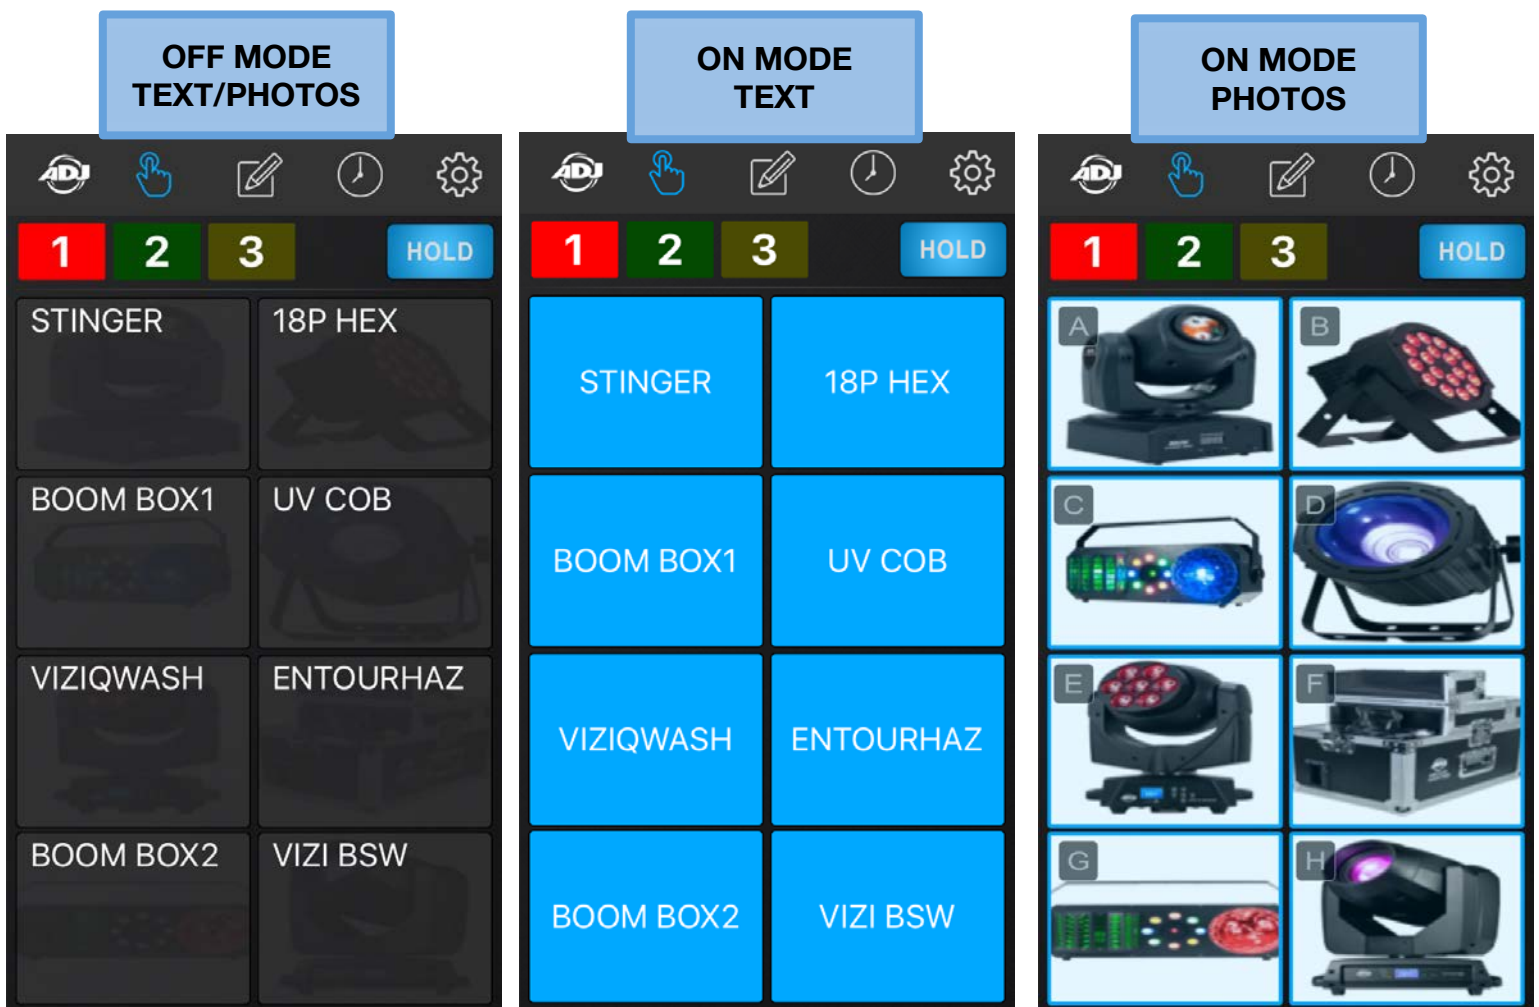 OFF MODE
TEXT/PHOTOS
ADJ
1 2 3 HOLD
STINGER 18P HEX
BOOM BOX1 UV COB
VIZIQWASH ENTOURHAZ
BOOM BOX2 VIZI BSW
ON MODE
TEXT
ADJ
1 2 3 HOLD
STINGER 18P HEX
BOOM BOX1 UV COB
VIZIQWASH ENTOURHAZ
BOOM BOX2 VIZI BSW
ON MODE
PHOTOS
ADJ
1 2 3 HOLD
A B
C D
E F
G H